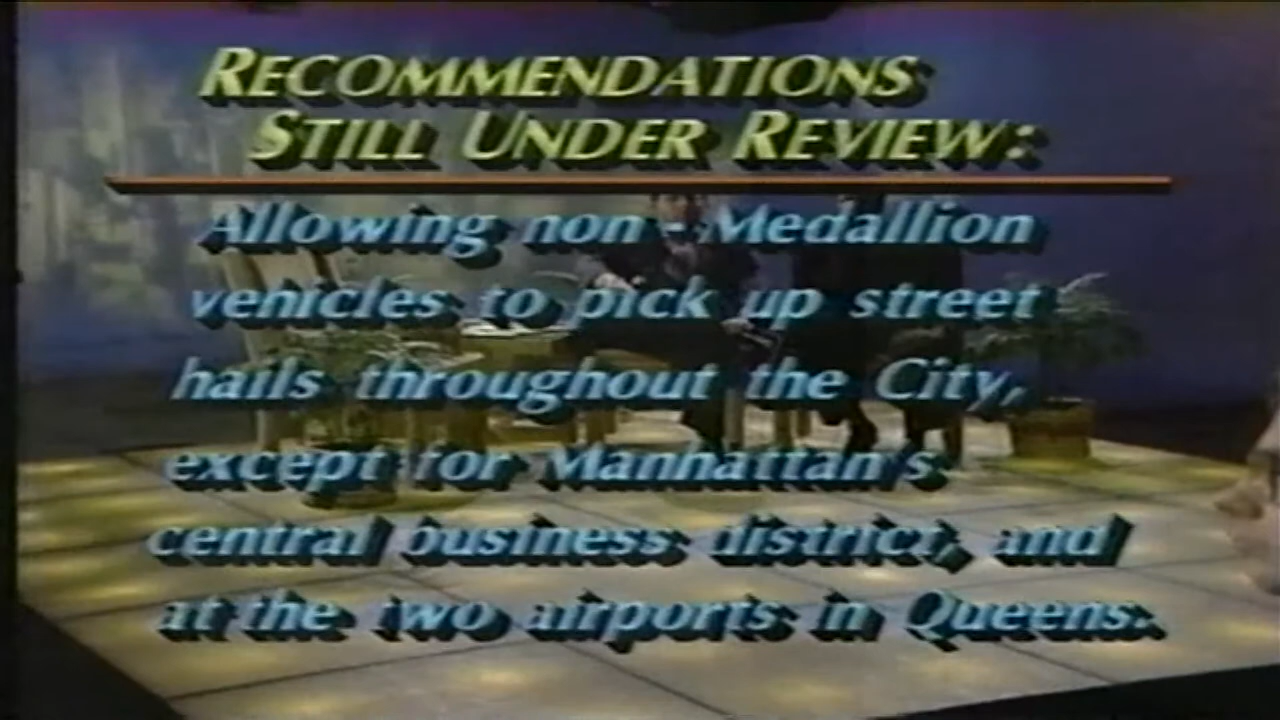 RECOMMENDATIONS
STILL UNDER REVIEW:
Allowing non - Medallion
vehicles to pick up street
hails throughout the City,
except for Manhattan's
central business district, and
at the two airports in Queens.